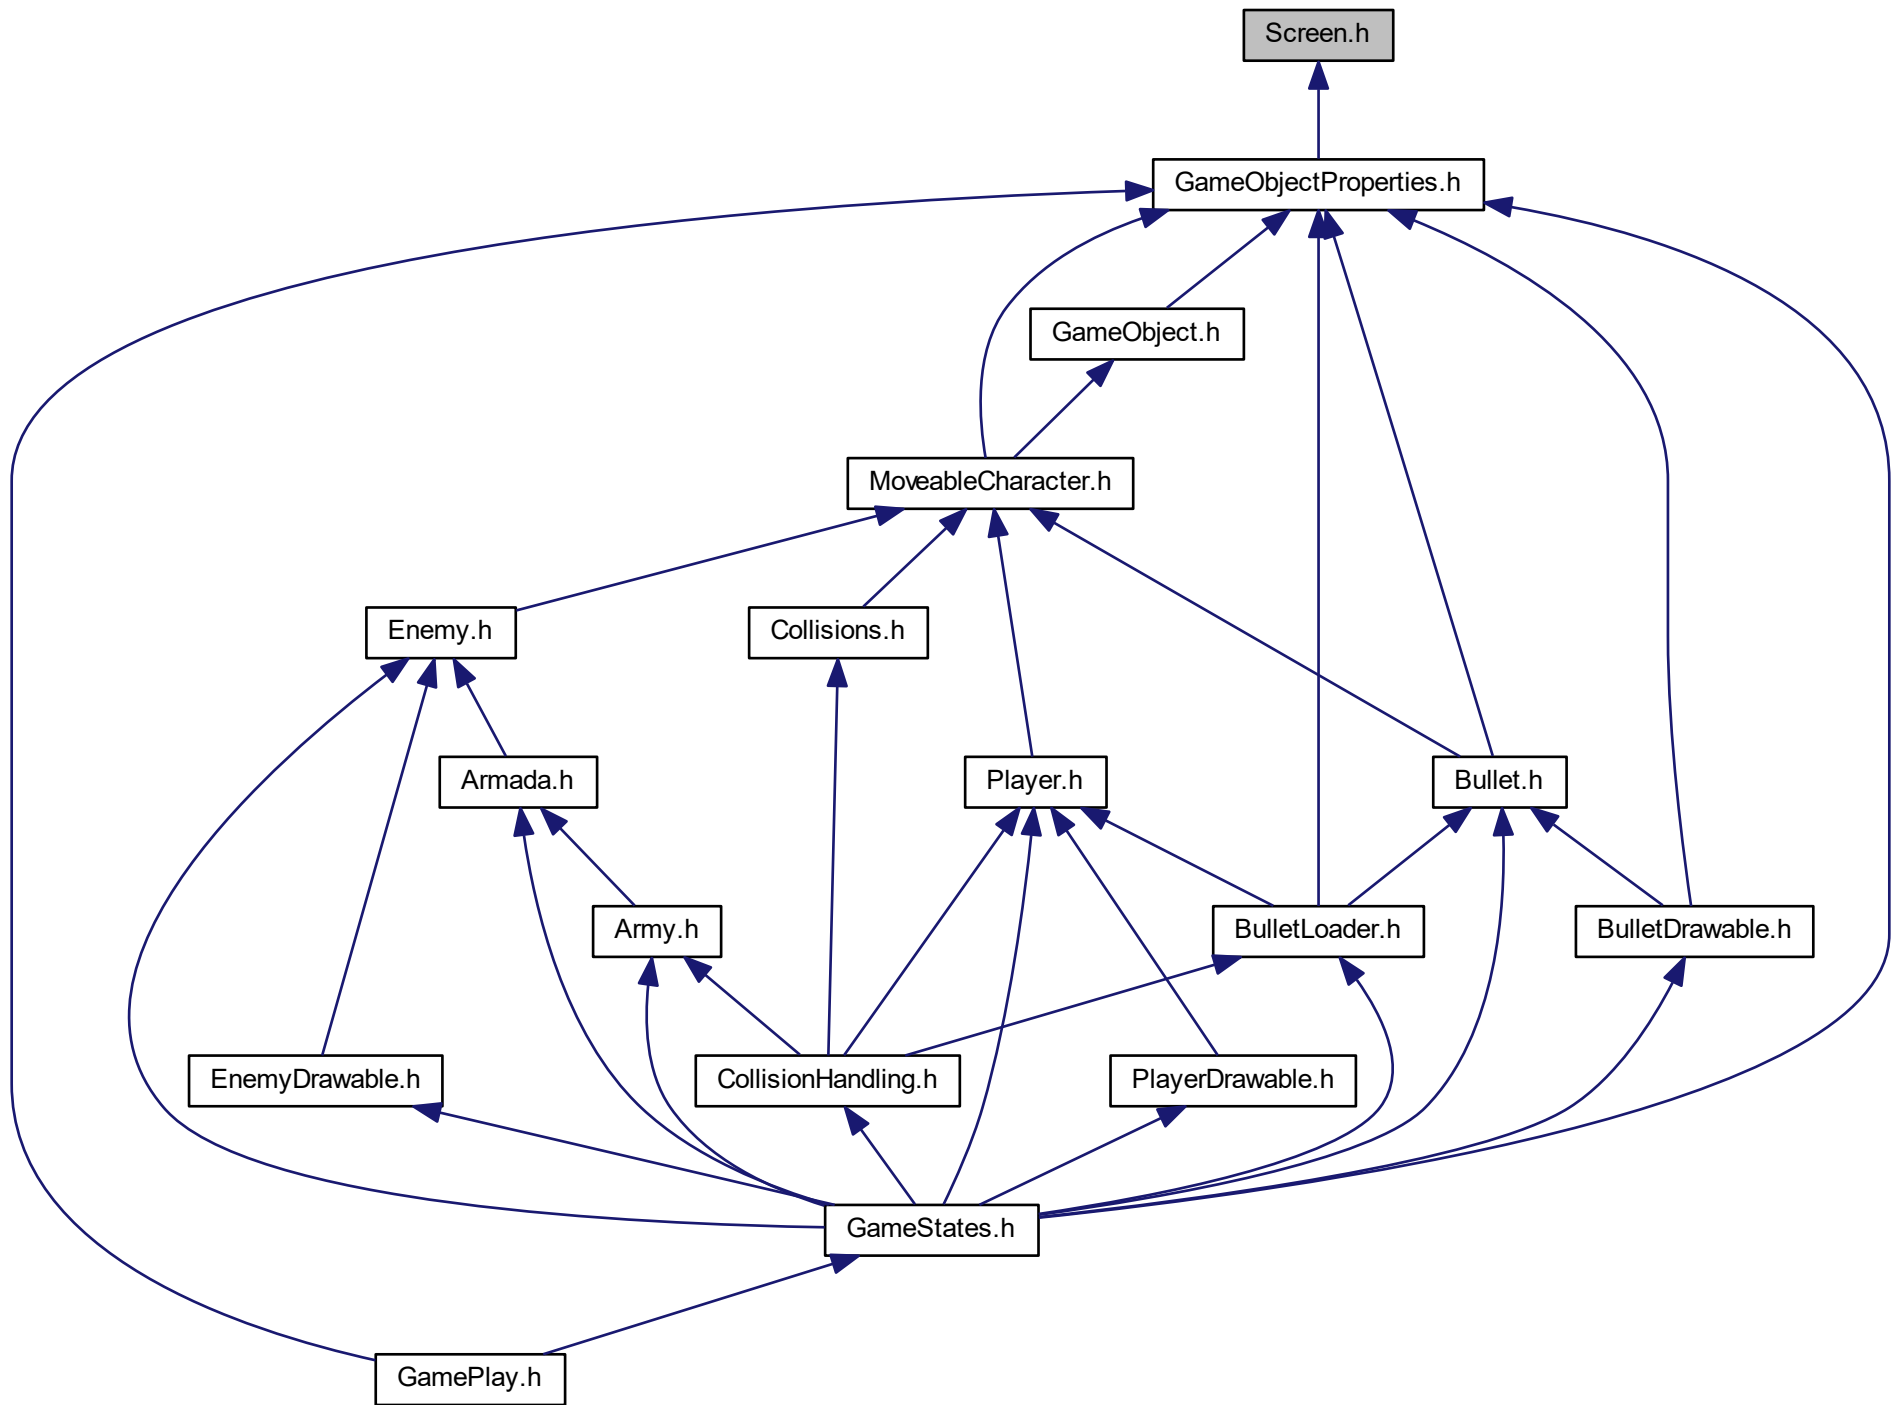 Screen.h
GameObjectProperties.h
GameObject.h
MoveableCharacter.h
Enemy.h
Collisions.h
Armada.h
Player.h
Bullet.h
Army.h
BulletLoader.h
BulletDrawable.h
EnemyDrawable.h
CollisionHandling.h
PlayerDrawable.h
GameStates.h
GamePlay.h